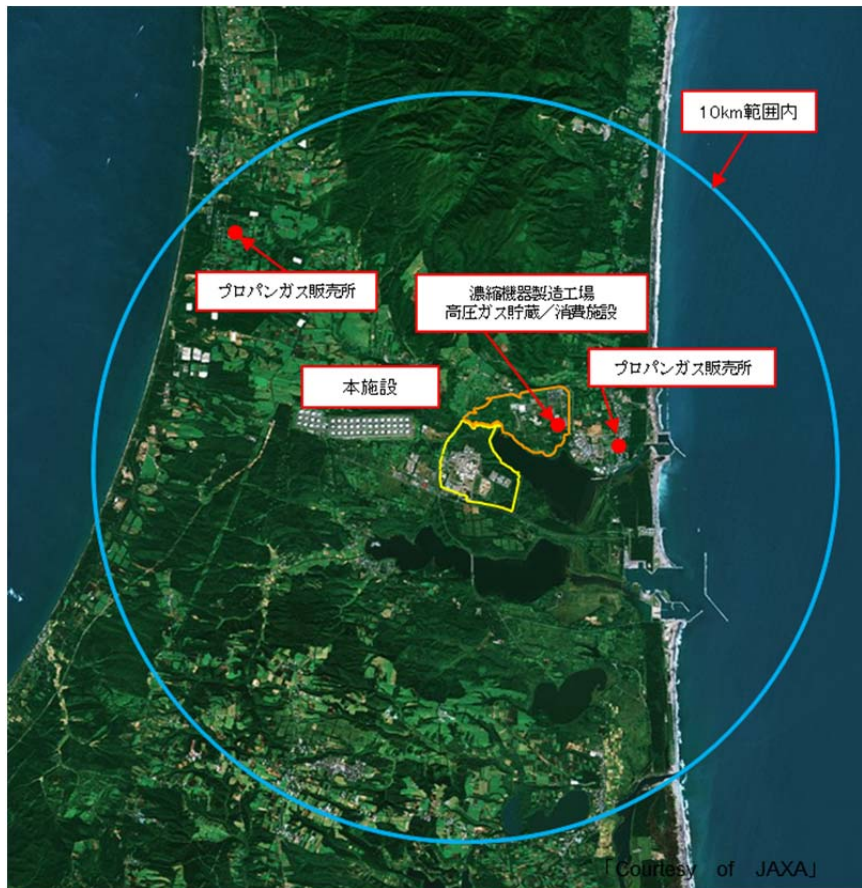 10km範囲内
プロパンガス販売所
濃縮機器製造工場
高圧ガス貯蔵／消費施設
プロパンガス販売所
本施設
「Courtesy of JAXA」